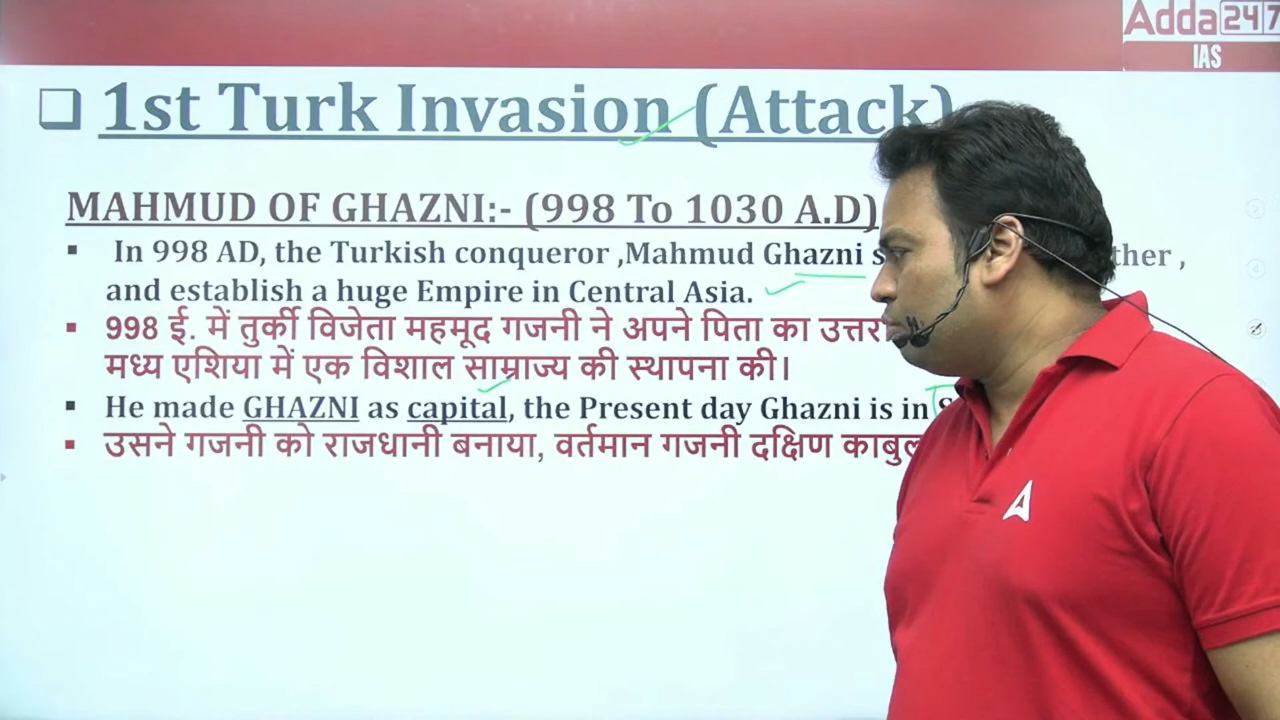 Adda247
IAS
1st Turk Invasion (Attack)
MAHMUD OF GHAZNI:- (998 To 1030 A.D)
In 998 AD, the Turkish conqueror ,Mahmud Ghazni
and establish a huge Empire in Central Asia.
998 ई. में तुर्की विजेता महमूद गजनी ने अपने पिता का
मध्य एशिया में एक विशाल साम्राज्य की स्थापना की।
He made GHAZNI as capital, the Present day Ghazni is in
उसने गजनी को राजधानी बनाया, वर्तमान गजनी दक्षिण